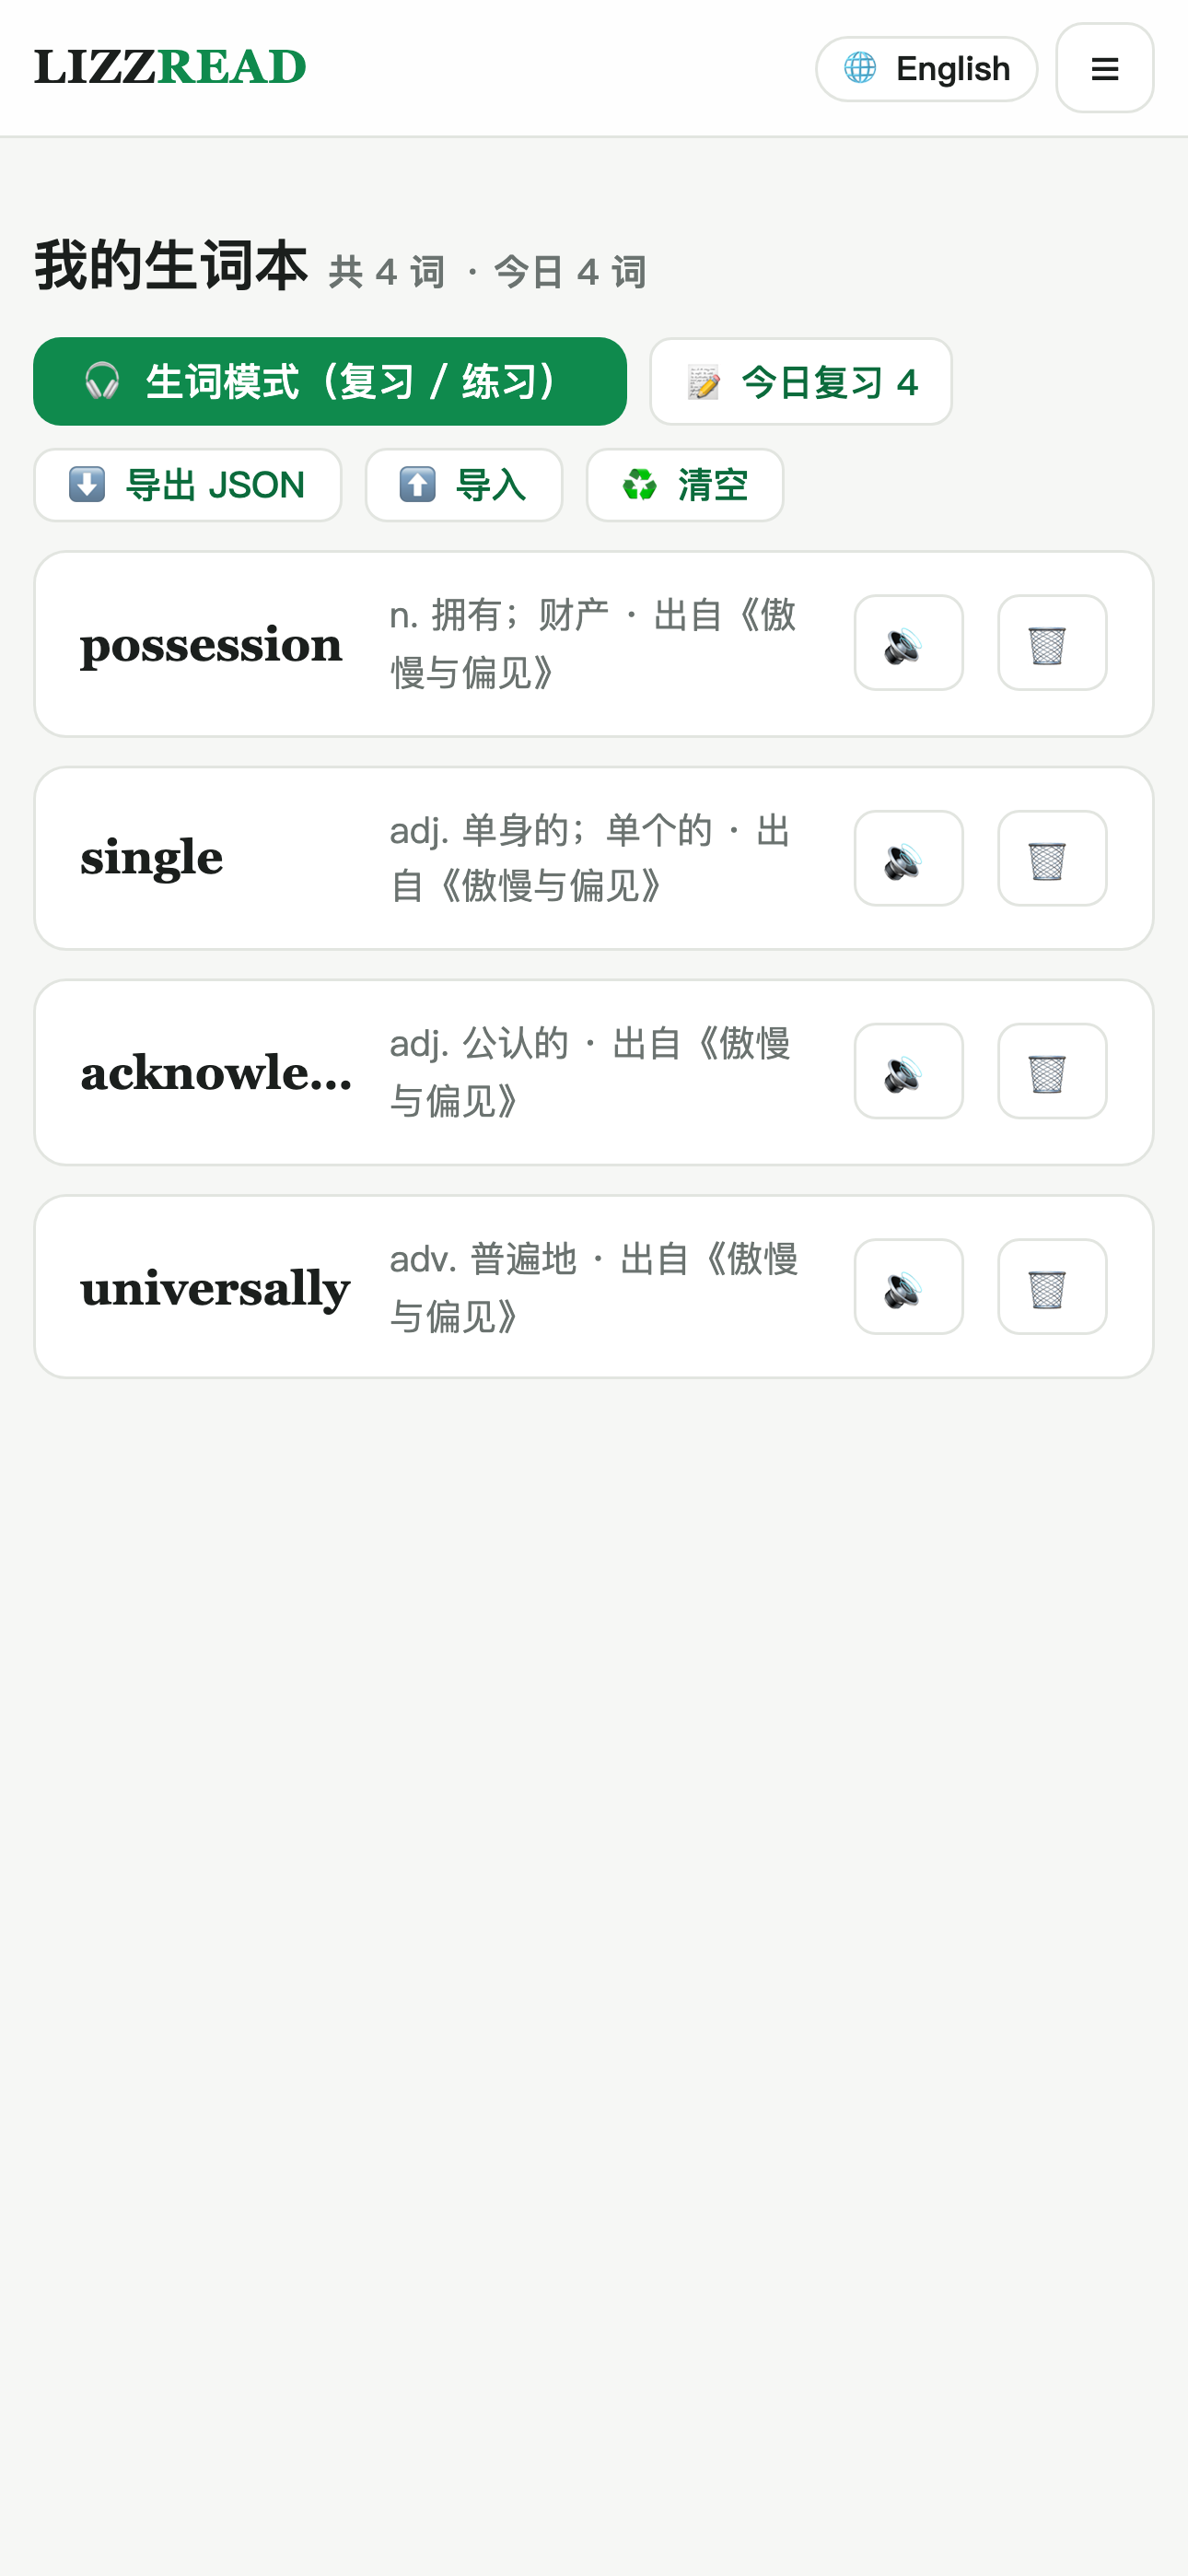 LIZZREAD
English
我的生词本 共 4 词 · 今日 4 词
生词模式（复习 / 练习）
今日复习 4
导出 JSON
导入
清空
possession
n. 拥有；财产 · 出自《傲
慢与偏见》
single
adj. 单身的；单个的 · 出
自《傲慢与偏见》
acknowle...
adj. 公认的 · 出自《傲慢
与偏见》
universally
adv. 普遍地 · 出自《傲慢
与偏见》